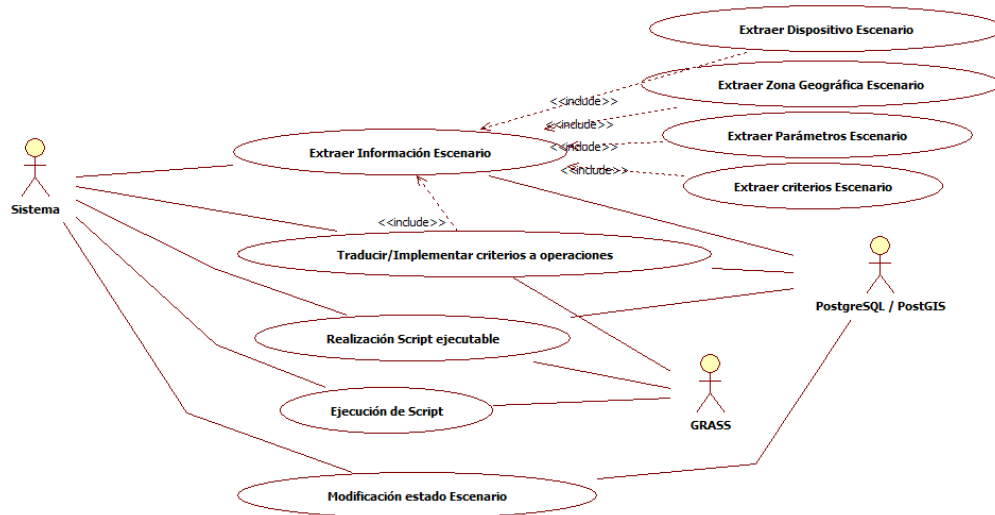 Extraer Dispositivo Escenario
Extraer Zona Geográfica Escenario
<<include>>
<<include>>
Extraer Parámetros Escenario
Extraer Información Escenario
<<include>>
<<include>>
Extraer criterios Escenario
Sistema
<<include>>
Traducir/Implementar criterios a operaciones
PostgreSQL / PostGIS
Realización Script ejecutable
Ejecución de Script
GRASS
Modificación estado Escenario